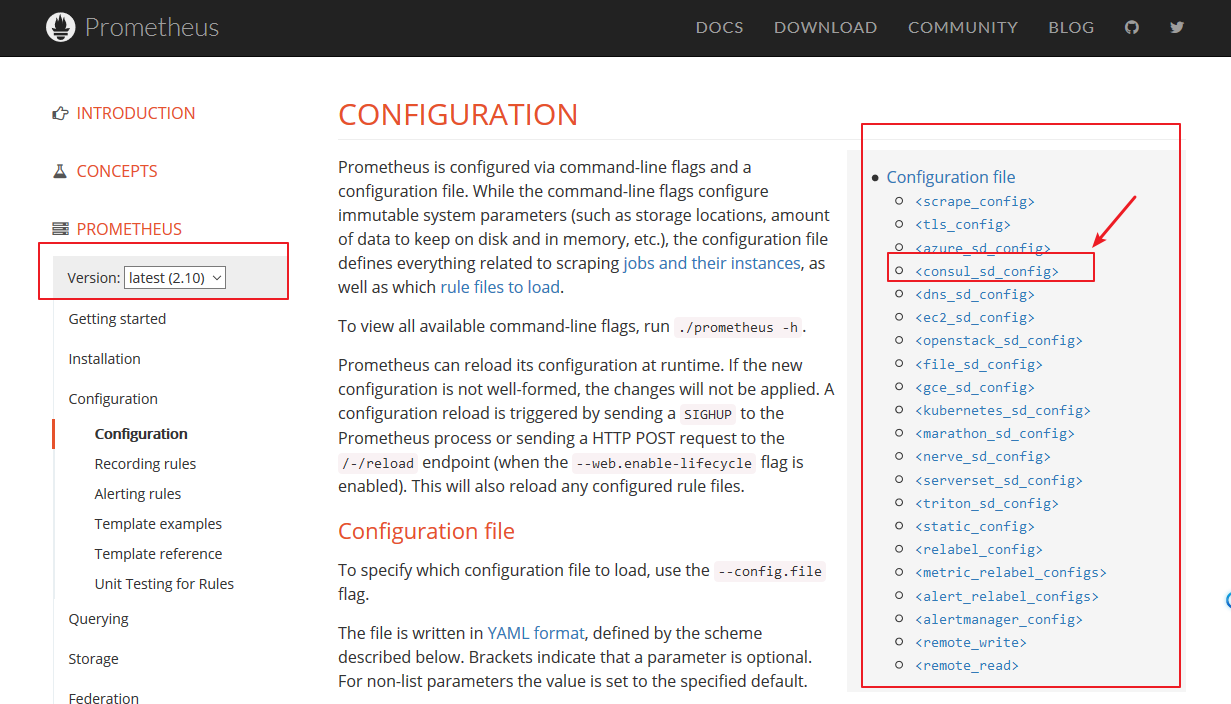 Prometheus
DOCS DOWNLOAD COMMUNITY BLOG
INTRODUCTION
CONCEPTS
PROMETHEUS
Version: latest (2.10)
Getting started
Installation
Configuration
Configuration
Recording rules
Alerting rules
Template examples
Template reference
Unit Testing for Rules
Querying
Storage
Federation
CONFIGURATION
Prometheus is configured via command-line flags and a
configuration file. While the command-line flags configure
immutable system parameters (such as storage locations, amount
of data to keep on disk and in memory, etc.), the configuration file
defines everything related to scraping jobs and their instances, as
well as which rule files to load.
To view all available command-line flags, run ./prometheus -h.
Prometheus can reload its configuration at runtime. If the new
configuration is not well-formed, the changes will not be applied. A
configuration reload is triggered by sending a SIGHUP to the
Prometheus process or sending a HTTP POST request to the
/-/reload endpoint (when the --web.enable-lifecycle flag is
enabled). This will also reload any configured rule files.
Configuration file
To specify which configuration file to load, use the --config.file
flag.
The file is written in YAML format, defined by the scheme
described below. Brackets indicate that a parameter is optional.
For non-list parameters the value is set to the specified default.
Configuration file
<scrape_config>
<tls_config>
<azure_sd_config>
<consul_sd_config>
<dns_sd_config>
<ec2_sd_config>
<openstack_sd_config>
<file_sd_config>
<gce_sd_config>
<kubernetes_sd_config>
<marathon_sd_config>
<nerve_sd_config>
<serverset_sd_config>
<triton_sd_config>
<static_config>
<relabel_config>
<metric_relabel_configs>
<alert_relabel_configs>
<alertmanager_config>
<remote_write>
<remote_read>